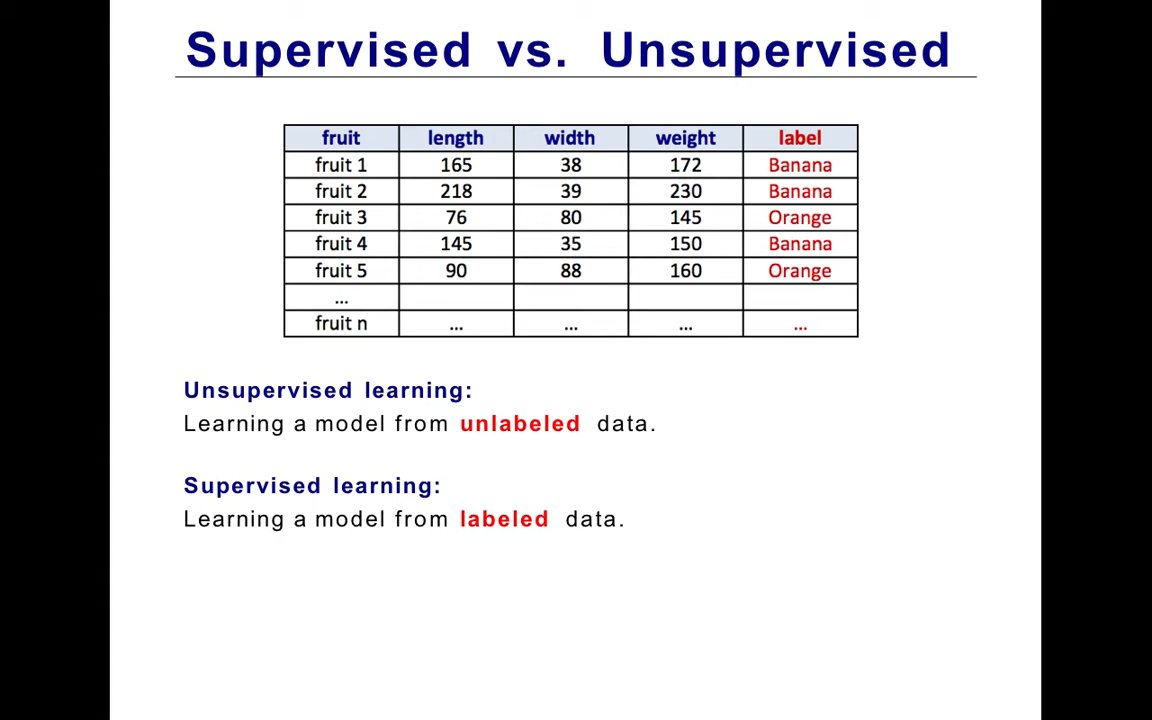 Supervised vs. Unsupervised
fruit length width weight label
fruit 1 165 38 172 Banana
fruit 2 218 39 230 Banana
fruit 3 76 80 145 Orange
fruit 4 145 35 150 Banana
fruit 5 90 88 160 Orange
...
fruit n ... ... ... ...
Unsupervised learning:
Learning a model from unlabeled data.
Supervised learning:
Learning a model from labeled data.